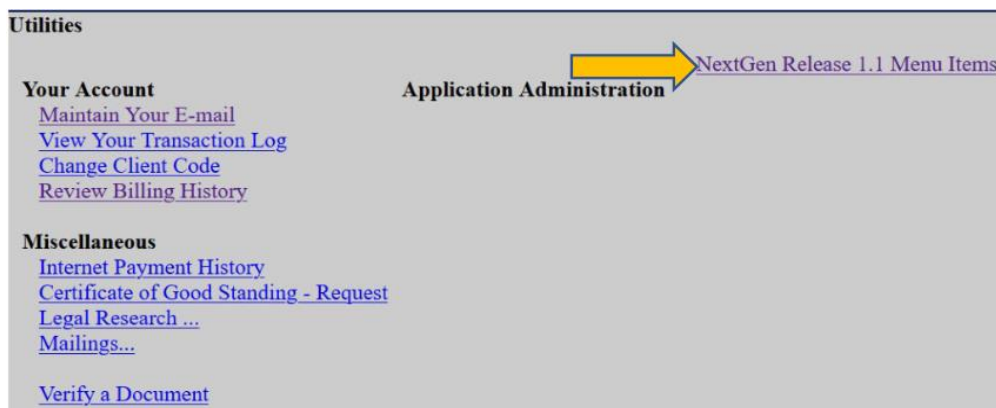 Utilities
NextGen Release 1.1 Menu Items
Your Account
Application Administration
Maintain Your E-mail
View Your Transaction Log
Change Client Code
Review Billing History
Miscellaneous
Internet Payment History
Certificate of Good Standing - Request
Legal Research ...
Mailings...
Verify a Document